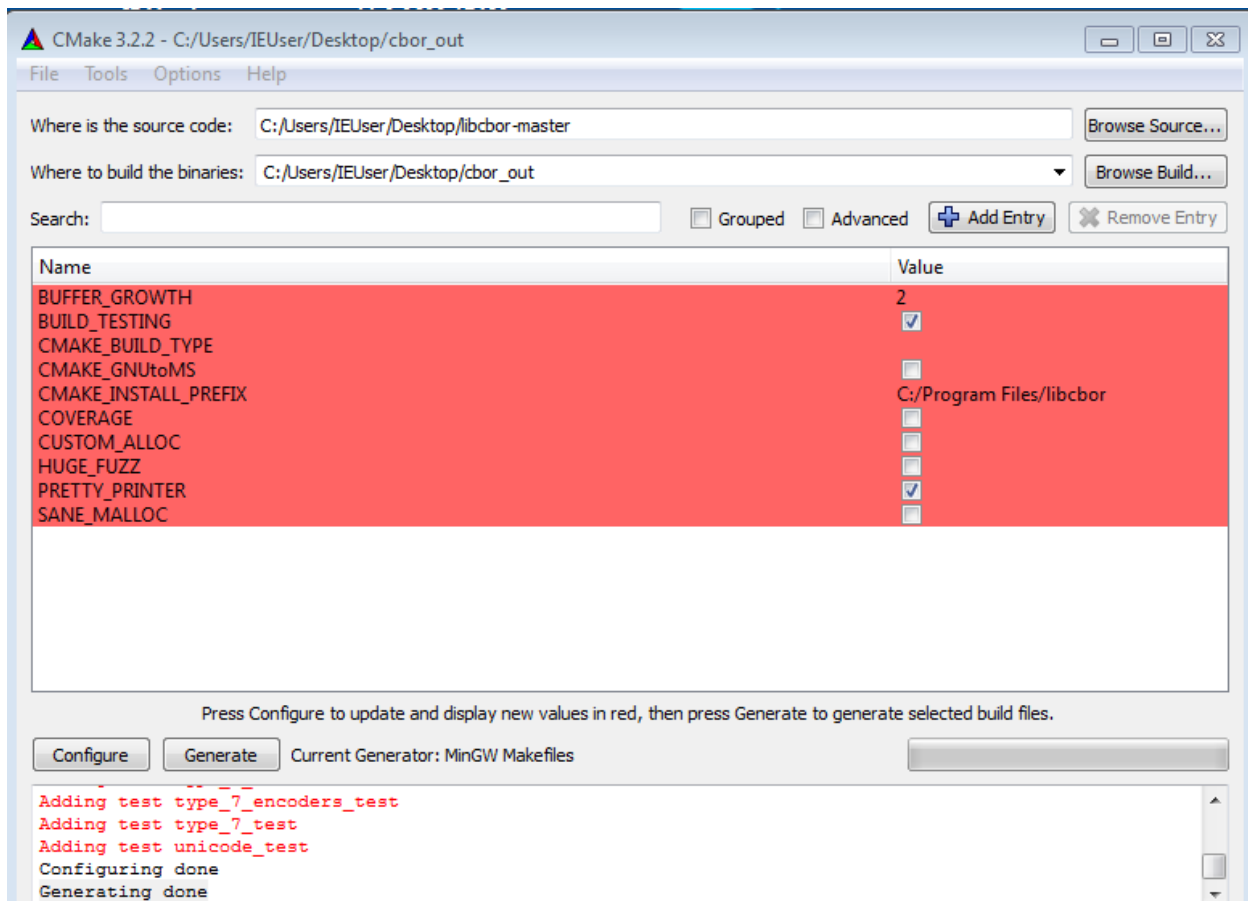 CMake 3.2.2 - C:/Users/IEUser/Desktop/cbor_out
File Tools Options Help
Where is the source code: C:/Users/IEUser/Desktop/libcbor-master Browse Source...
Where to build the binaries: C:/Users/IEUser/Desktop/cbor_out Browse Build...
Search: Grouped Advanced Add Entry Remove Entry
Name Value
BUFFER_GROWTH 2
BUILD_TESTING
CMAKE_BUILD_TYPE
CMAKE_GNUtoMS
CMAKE_INSTALL_PREFIX C:/Program Files/libcbor
COVERAGE
CUSTOM_ALLOC
HUGE_FUZZ
PRETTY_PRINTER
SANE_MALLOC
Press Configure to update and display new values in red, then press Generate to generate selected build files.
Configure Generate Current Generator: MinGW Makefiles
Adding test type_7_encoders_test
Adding test type_7_test
Adding test unicode_test
Configuring done
Generating done